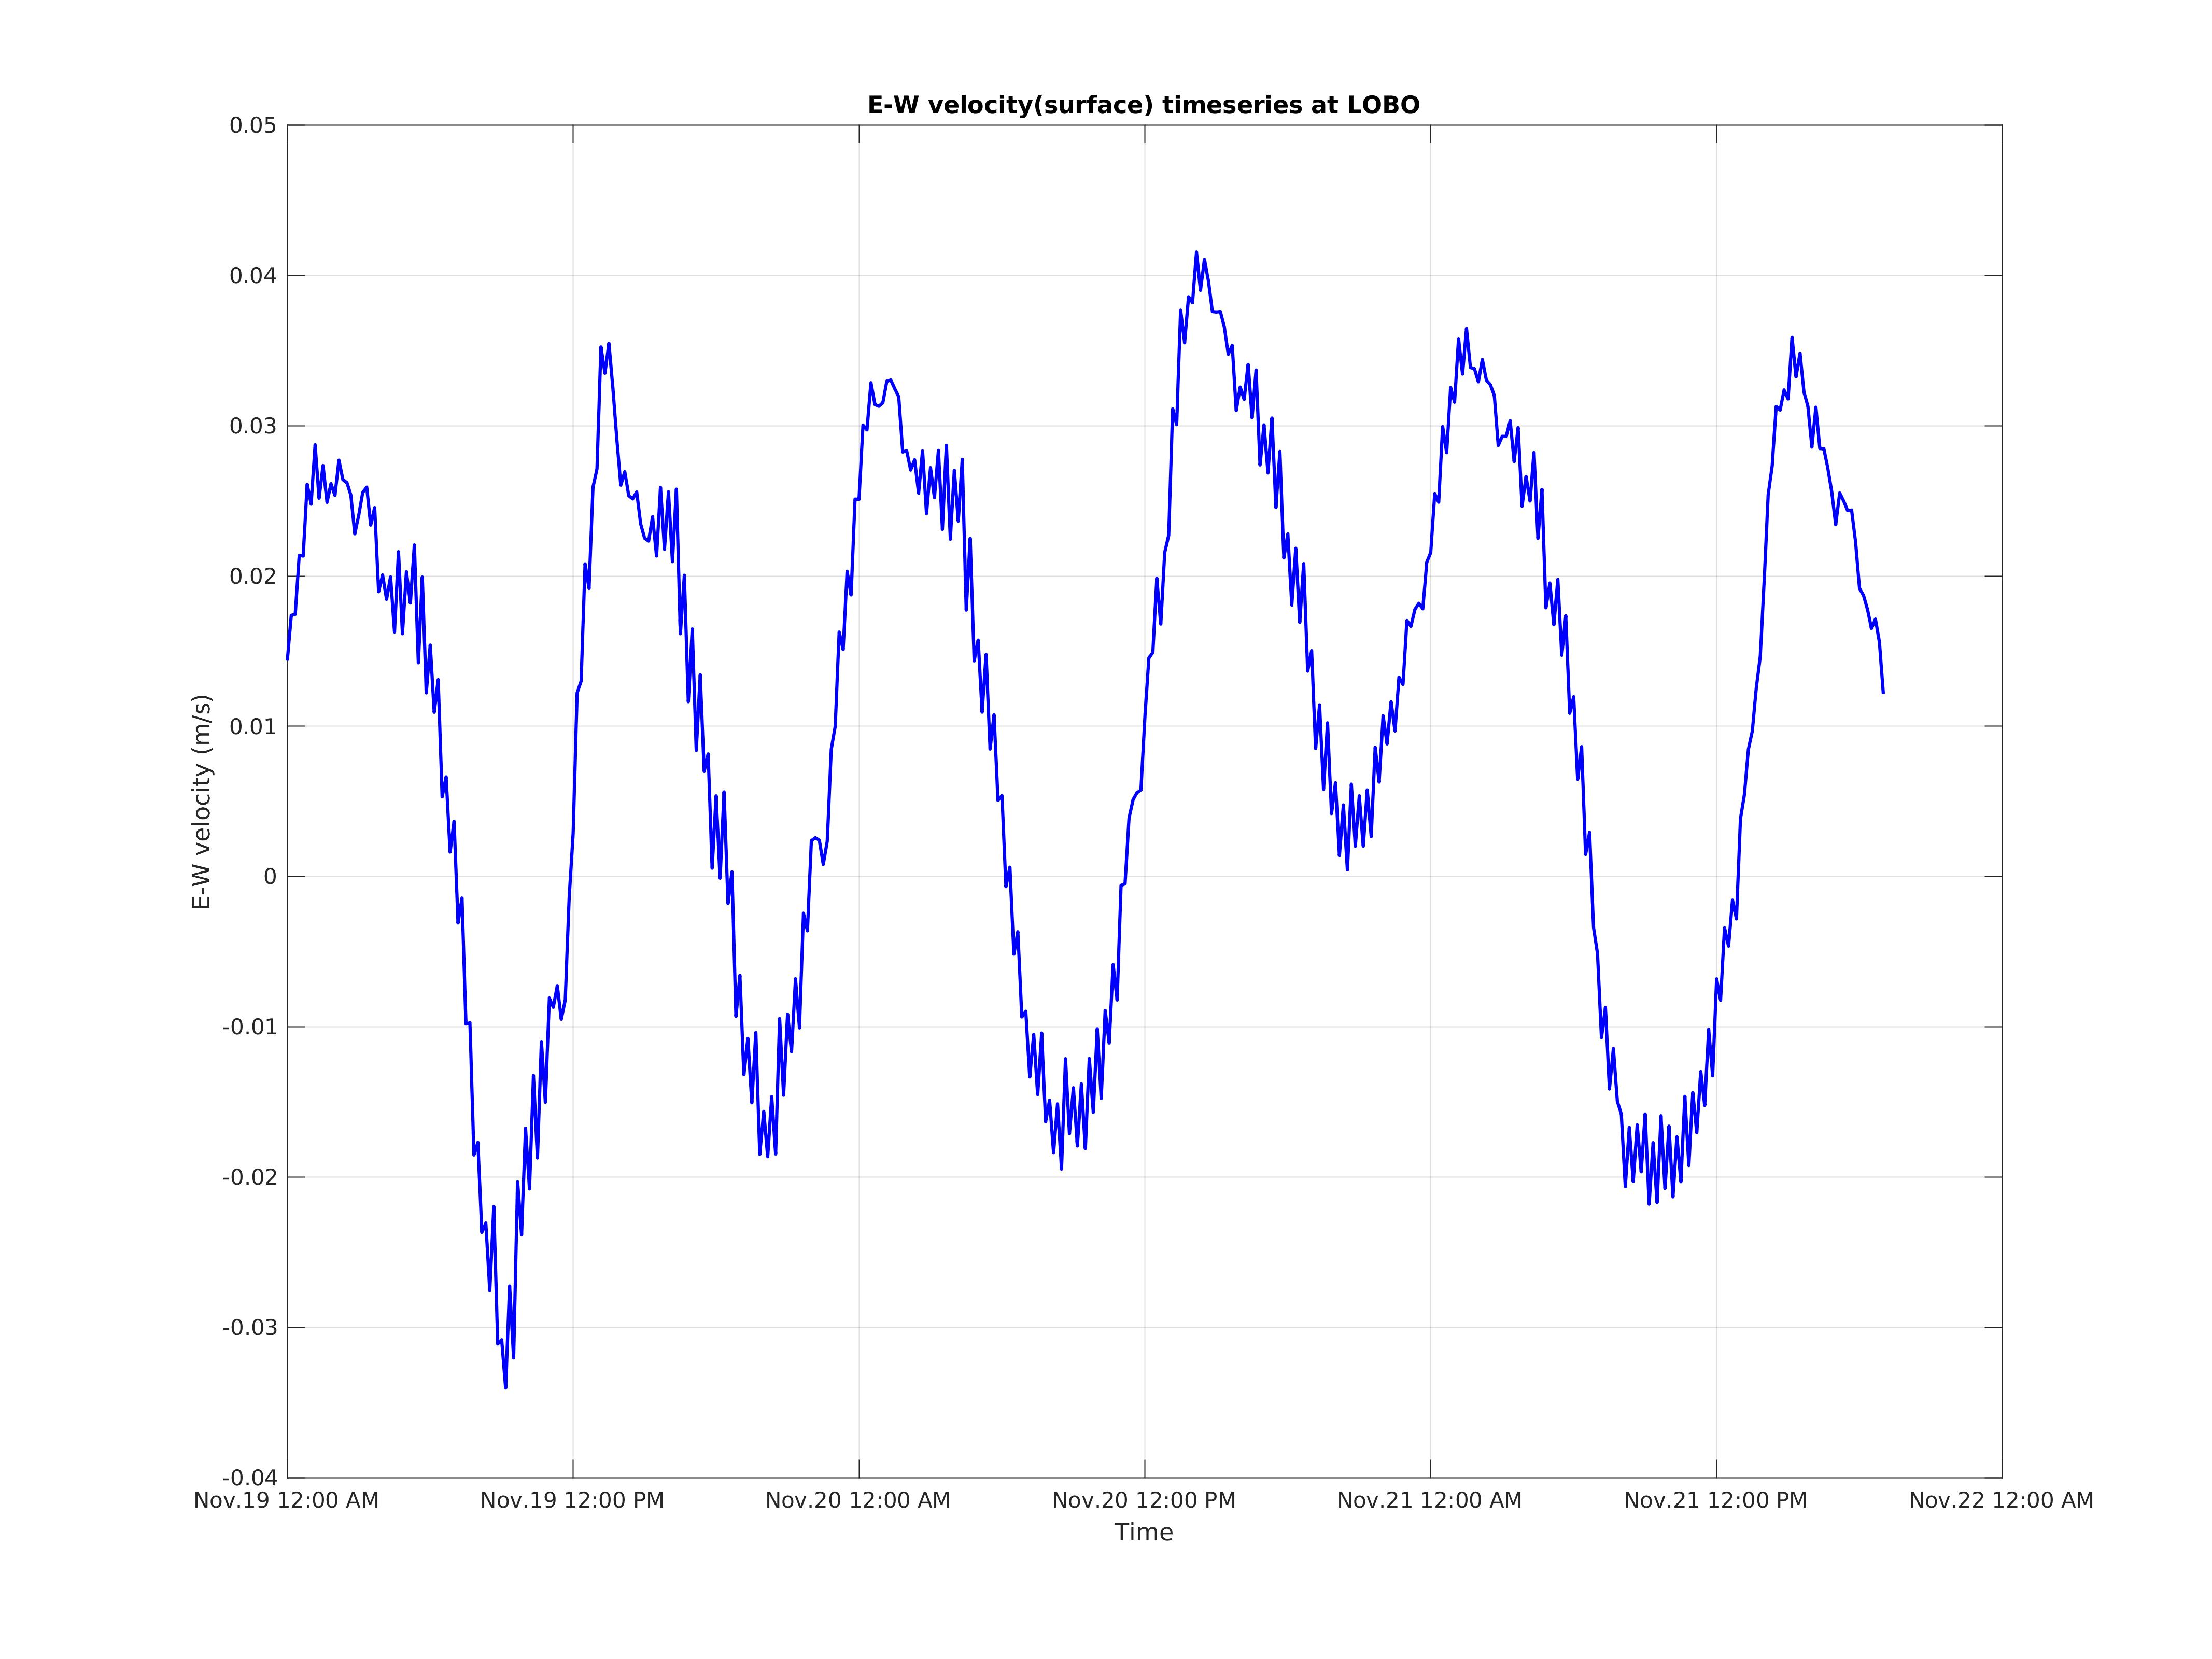 E-W velocity(surface) timeseries at LOBO
0.05
0.04
0.03
0.02
0.01
0
-0.01
-0.02
-0.03
-0.04
E-W velocity (m/s)
Nov.19 12:00 AM Nov.19 12:00 PM Nov.20 12:00 AM Nov.20 12:00 PM Nov.21 12:00 AM Nov.21 12:00 PM Nov.22 12:00 AM
Time